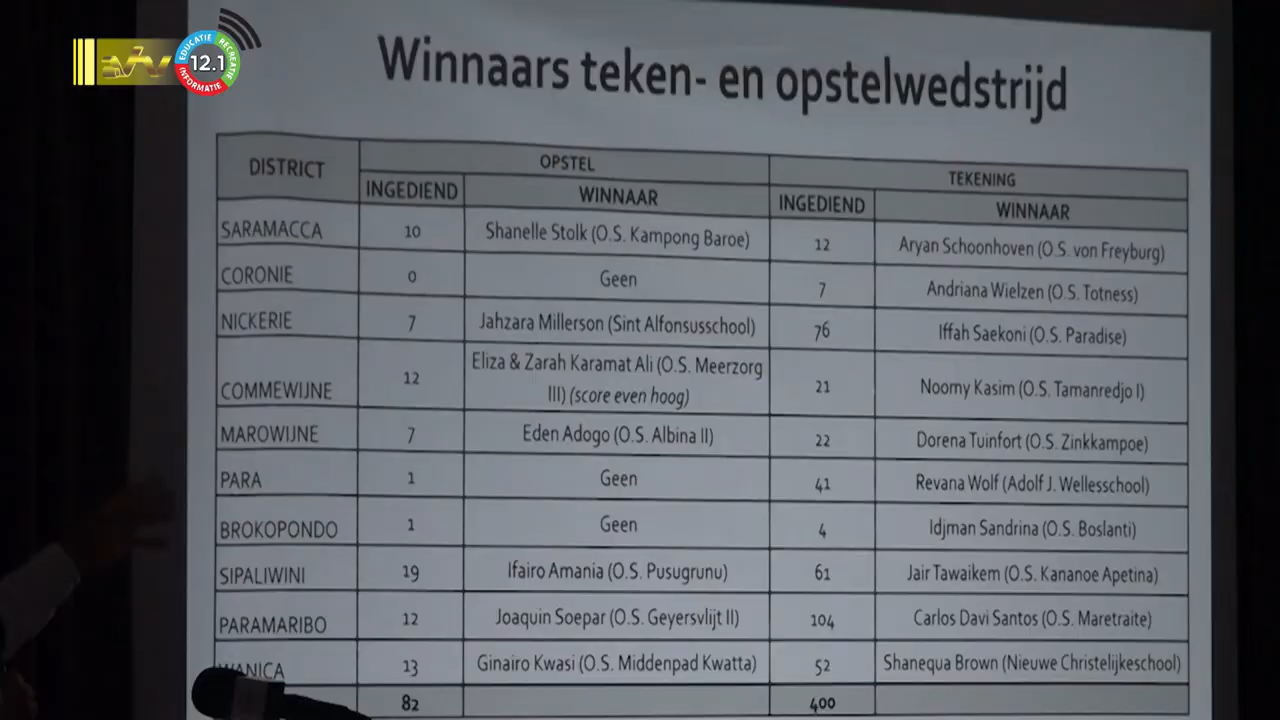 EDUCATIE
RECREATIE
INFORMATIE
12.1
Winnaars teken- en opstelwedstrijd
DISTRICT OPSTEL TEKENING
INGEDIEND WINNAAR INGEDIEND WINNAAR
SARAMACCA 10 Shanelle Stolk (O.S. Kampong Baroe) 12 Aryan Schoonhoven (O.S. von Freyburg)
CORONIE 0 Geen 7 Andriana Wielzen (O.S. Totness)
NICKERIE 7 Jahzara Millerson (Sint Alfonsusschool) 76 Iffah Saekoni (O.S. Paradise)
COMMEWIJNE 12 Eliza & Zarah Karamat Ali (O.S. Meerzorg 21 Noomy Kasim (O.S. Tamanredjo I)
III) (score even hoog)
MAROWIJNE 7 Eden Adogo (O.S. Albina II) 22 Dorena Tuinfort (O.S. Zinkkampoe)
PARA 1 Geen 41 Revana Wolf (Adolf J. Wellesschool)
BROKOPONDO 1 Geen 4 Idjman Sandrina (O.S. Boslanti)
SIPALIWINI 19 Ifairo Amania (O.S. Pusugrunu) 61 Jair Tawaikem (O.S. Kananoe Apetina)
PARAMARIBO 12 Joaquin Soepar (O.S. Geyersvlijt II) 104 Carlos Davi Santos (O.S. Maretraite)
WANICA 13 Ginairo Kwasi (O.S. Middenpad Kwatta) 52 Shanequa Brown (Nieuwe Christelijkeschool)
82 400